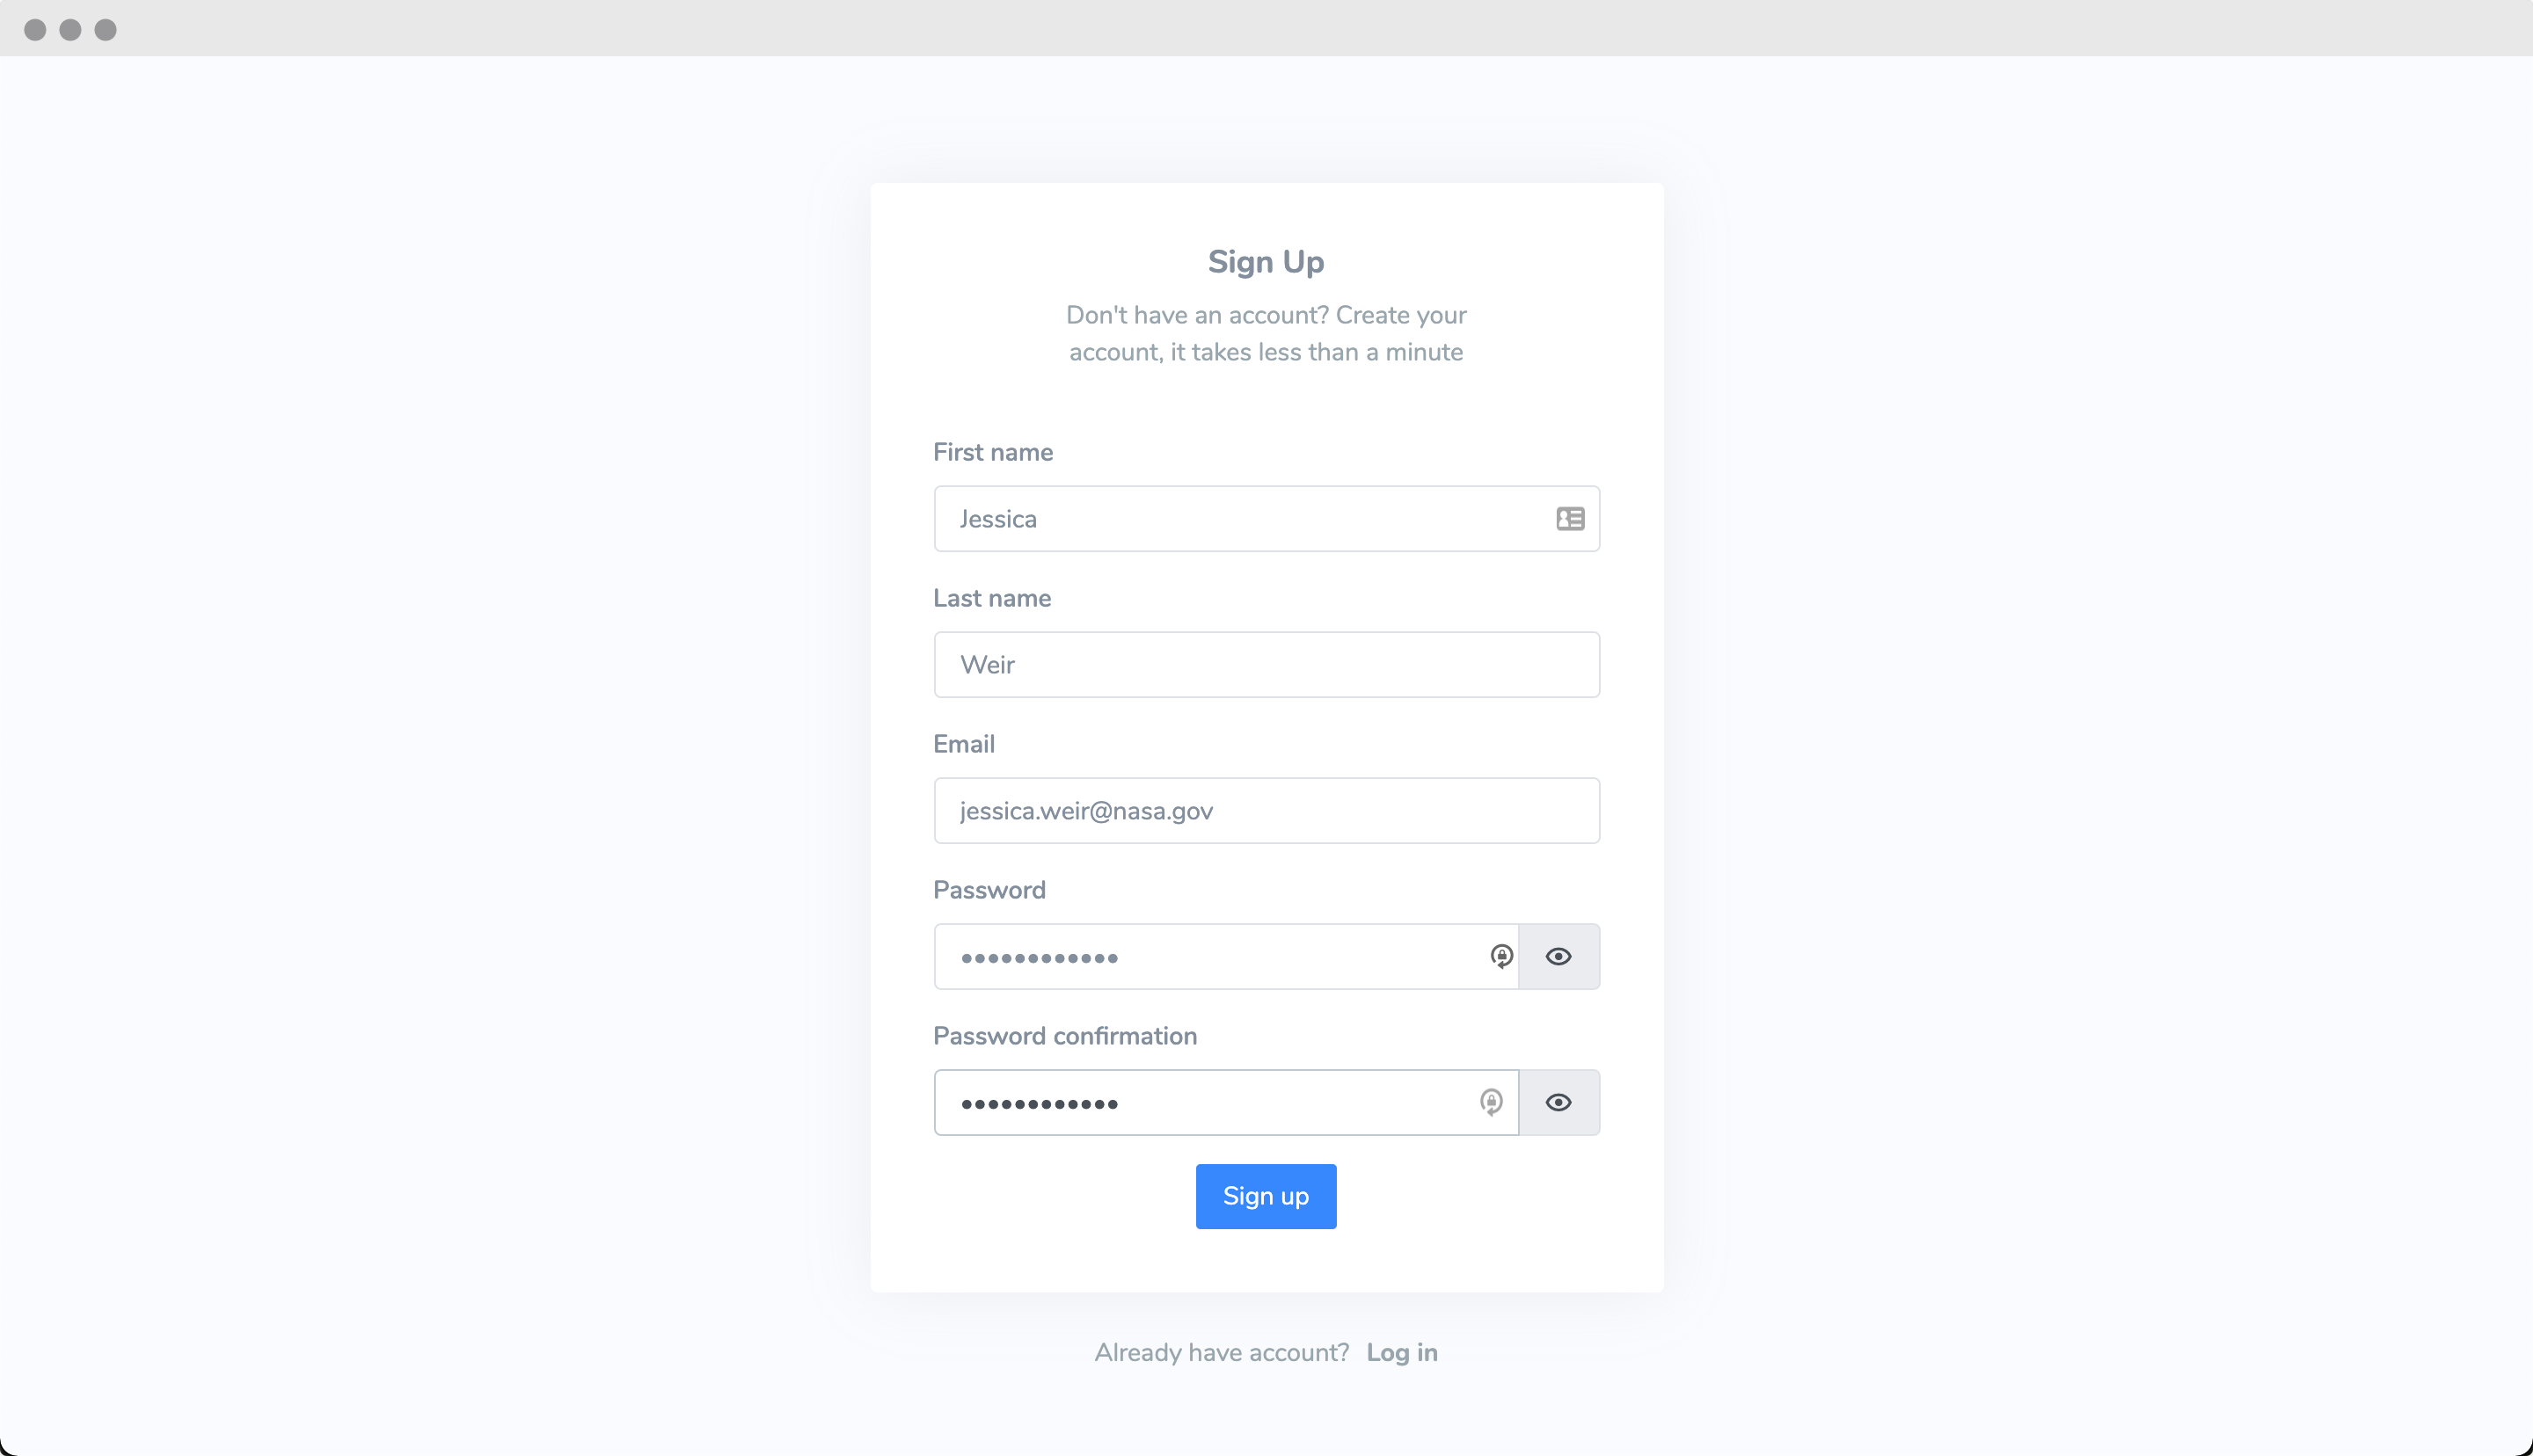 Sign Up
Don't have an account? Create your
account, it takes less than a minute
First name
Jessica
Last name
Weir
Email
jessica.weir@nasa.gov
Password
••••••••••••
Password confirmation
••••••••••••
Sign up
Already have account? Log in